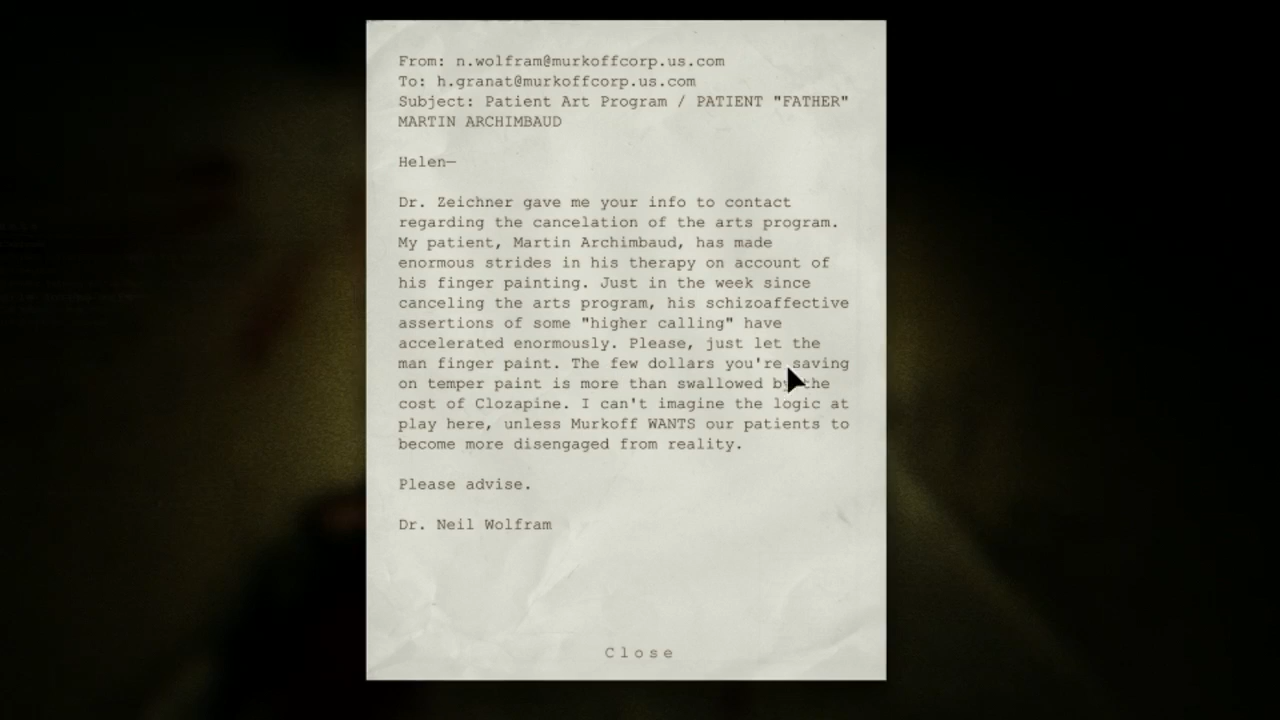 From: n.wolfram@murkoffcorp.us.com
To: h.granat@murkoffcorp.us.com
Subject: Patient Art Program / PATIENT "FATHER"
MARTIN ARCHIMBAUD
Helen—
Dr. Zeichner gave me your info to contact
regarding the cancelation of the arts program.
My patient, Martin Archimbaud, has made
enormous strides in his therapy on account of
his finger painting. Just in the week since
canceling the arts program, his schizoaffective
assertions of some "higher calling" have
accelerated enormously. Please, just let the
man finger paint. The few dollars you're saving
on temper paint is more than swallowed by the
cost of Clozapine. I can't imagine the logic at
play here, unless Murkoff WANTS our patients to
become more disengaged from reality.
Please advise.
Dr. Neil Wolfram
Close